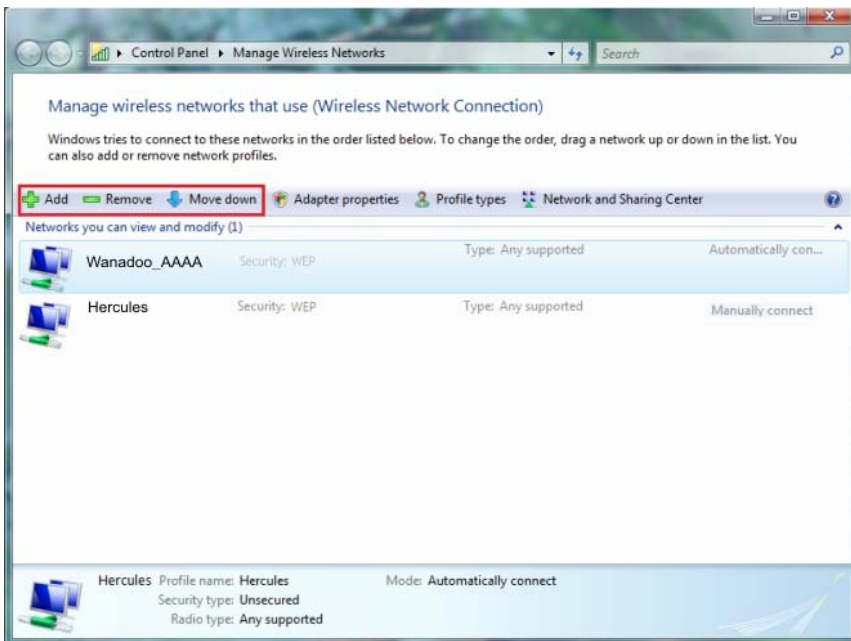 Control Panel ▸ Manage Wireless Networks Search
Manage wireless networks that use (Wireless Network Connection)
Windows tries to connect to these networks in the order listed below. To change the order, drag a network up or down in the list. You
can also add or remove network profiles.
Add Remove Move down Adapter properties Profile types Network and Sharing Center
Networks you can view and modify (1)
Wanadoo_AAAA Security: WEP Type: Any supported Automatically con...
Hercules Security: WEP Type: Any supported Manually connect
Hercules Profile name: Hercules Mode: Automatically connect
Security type: Unsecured
Radio type: Any supported